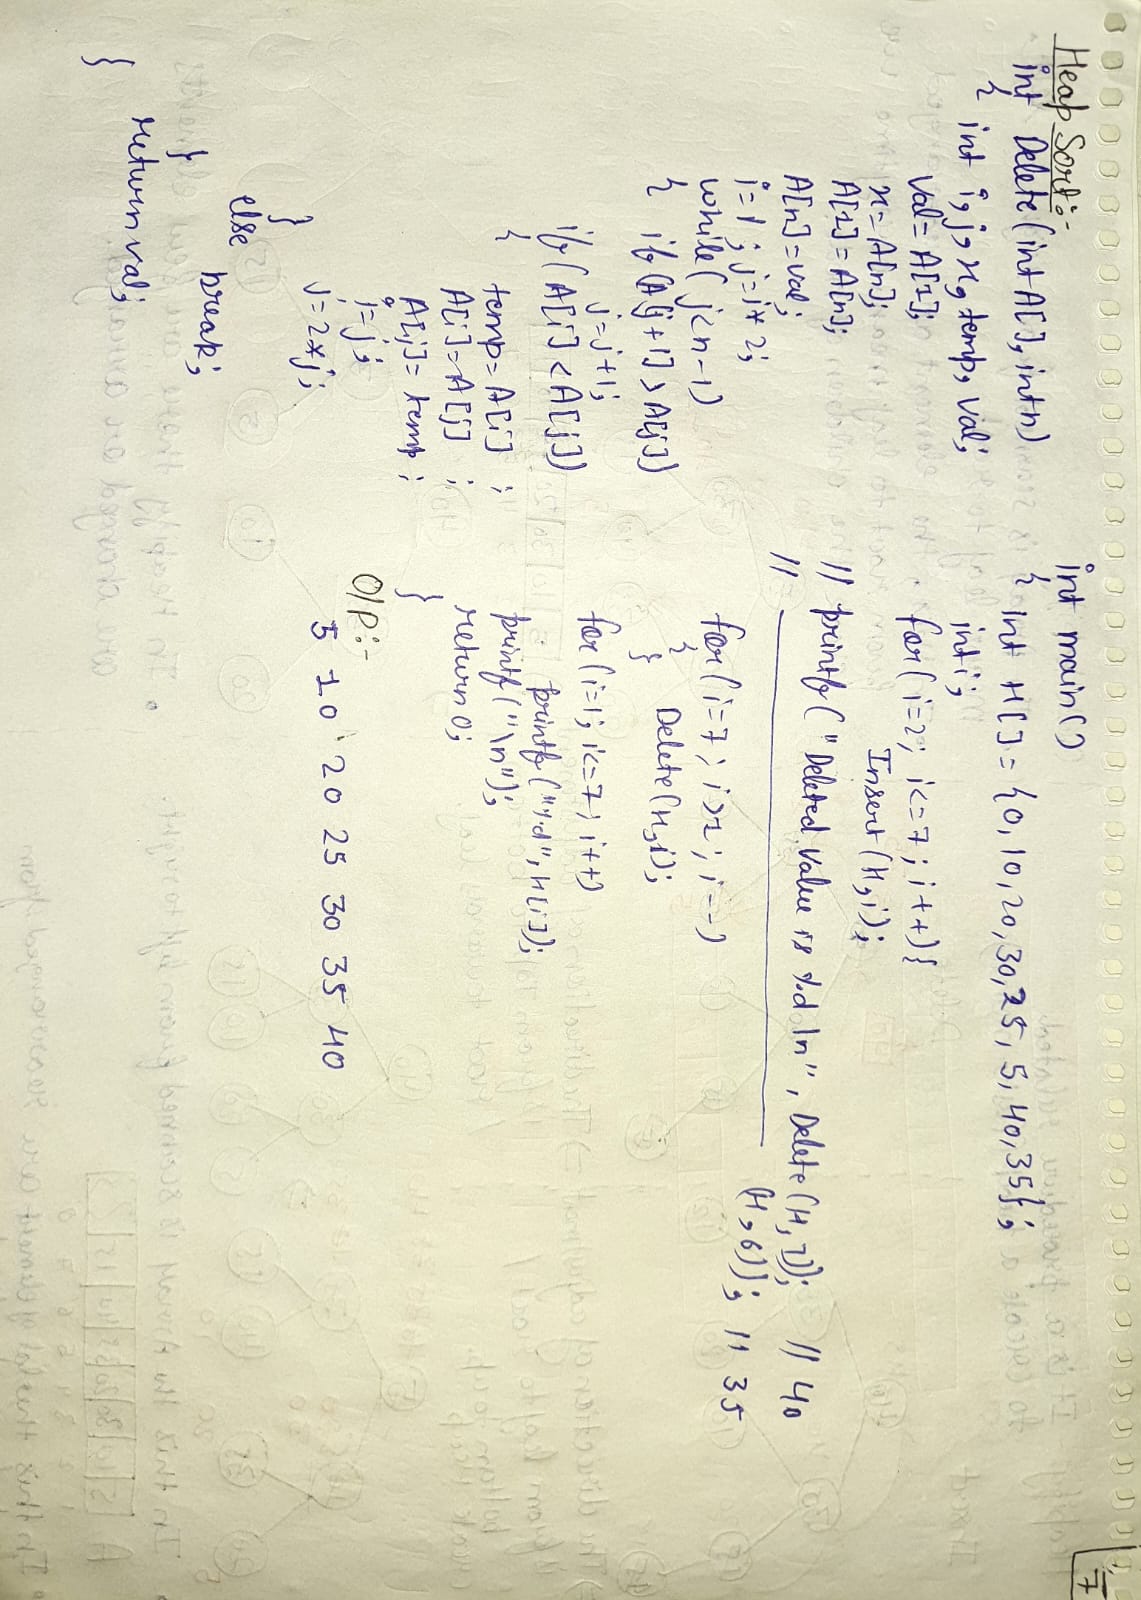 7
Heap Sort:-
int Delete (int A[], int n)
{
int i, j, x, temp, val;
val = A[1];
x = A[n];
A[1] = A[n];
A[n] = val;
i=1; j=i*2;
while( j<n-1)
{ if (A[j+1] > A[j])
j=j+1;
if ( A[i] < A[j])
{
temp = A[i] ;
A[i] = A[j] ;
A[j] = temp ;
i=j;
j=2*j;
}
else
break;
}
return val;
}
int main()
{ int H[] = {0, 10, 20, 30, 25, 5, 40, 35};
int i;
for( i=2; i<=7; i++){
Insert (H, i);
// printf ( " Deleted Value is %d \n" , Delete (H, 7)); // 40
// (H, 6)); // 35
for( i=7; i>1; i--)
{ Delete (H, i);
}
for (i=1; i<=7; i++)
printf ("%d", H[i]);
printf ("\n");
return 0;
}
O/P:-
5 10 20 25 30 35 40